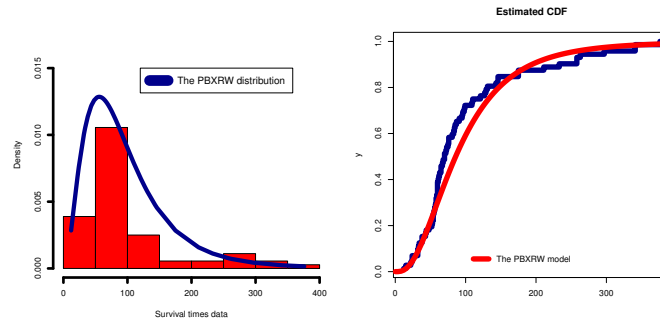 The PBXRW distribution
Density
0.000 0.005 0.010 0.015
0 100 200 300 400
Survival times data
Estimated CDF
y
0.0 0.2 0.4 0.6 0.8 1.0
The PBXRW model
0 100 200 300